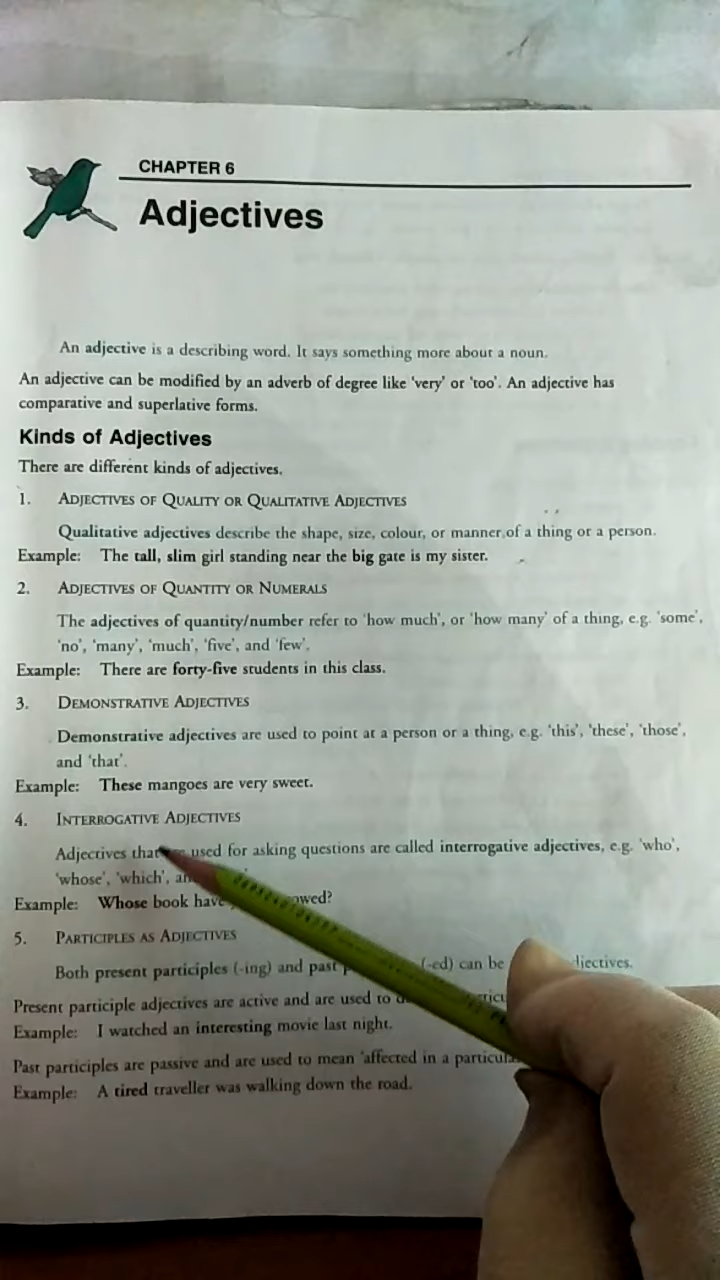 CHAPTER 6
Adjectives
An adjective is a describing word. It says something more about a noun.
An adjective can be modified by an adverb of degree like 'very' or 'too'. An adjective has
comparative and superlative forms.
Kinds of Adjectives
There are different kinds of adjectives.
1. ADJECTIVES OF QUALITY OR QUALITATIVE ADJECTIVES
Qualitative adjectives describe the shape, size, colour, or manner of a thing or a person.
Example: The tall, slim girl standing near the big gate is my sister.
2. ADJECTIVES OF QUANTITY OR NUMERALS
The adjectives of quantity/number refer to 'how much', or 'how many' of a thing, e.g. 'some',
'no', 'many', 'much', 'five', and 'few'.
Example: There are forty-five students in this class.
3. DEMONSTRATIVE ADJECTIVES
Demonstrative adjectives are used to point at a person or a thing, e.g. 'this', 'these', 'those',
and 'that'.
Example: These mangoes are very sweet.
4. INTERROGATIVE ADJECTIVES
Adjectives that used for asking questions are called interrogative adjectives, e.g. 'who',
'whose', 'which',
Example: Whose book have
5. PARTICIPLES AS ADJECTIVES
Both present participles (-ing) and past (-ed) can be
Present participle adjectives are active and are used to
Example: I watched an interesting movie last night.
Past participles are passive and are used to mean 'affected in a
Example: A tired traveller was walking down the road.